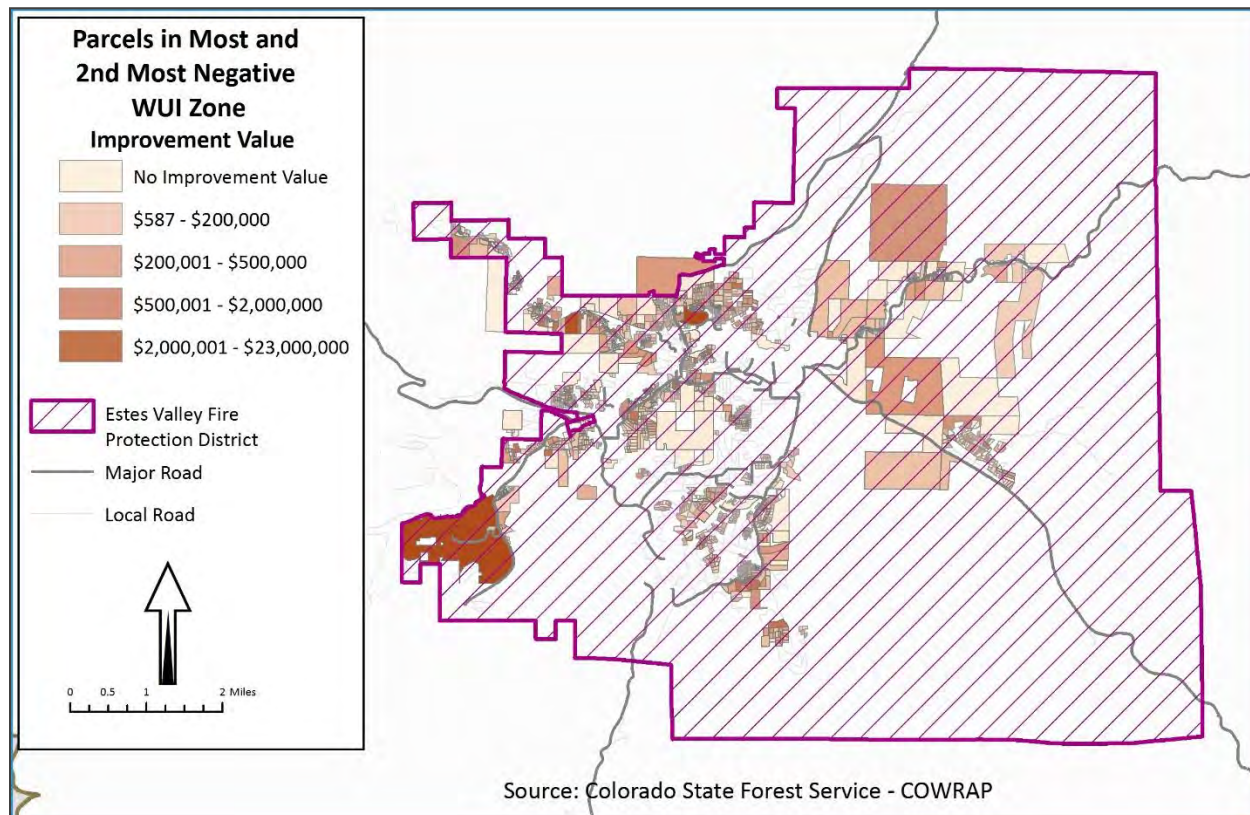 Parcels in Most and
2nd Most Negative
WUI Zone
Improvement Value
No Improvement Value
$587 - $200,000
$200,001 - $500,000
$500,001 - $2,000,000
$2,000,001 - $23,000,000
Estes Valley Fire
Protection District
Major Road
Local Road
0 0.5 1 2 Miles
Source: Colorado State Forest Service - COWRAP